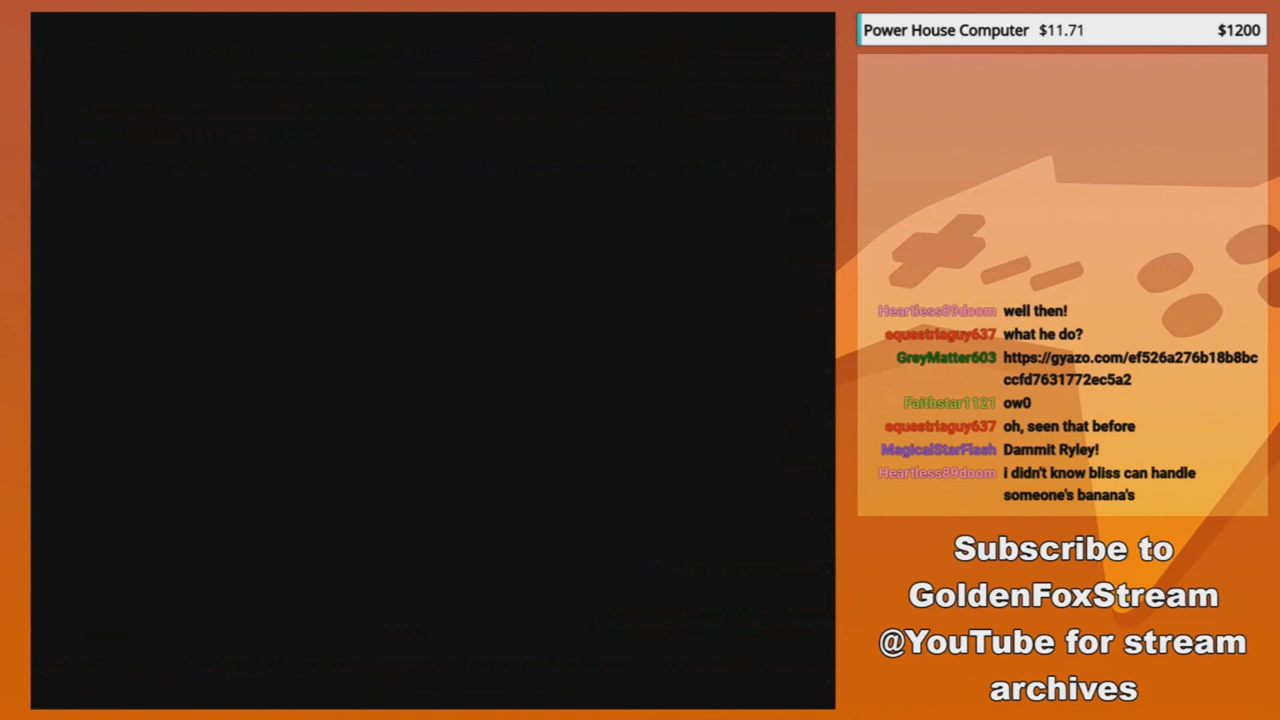 Power House Computer $11.71 $1200
Heartless89doom well then!
equestriaguy637 what he do?
GreyMatter603 https://gyazo.com/ef526a276b18b8bc
ccfd7631772ec5a2
Faithstar1121 ow0
equestriaguy637 oh, seen that before
MagicalStarFlash Dammit Ryley!
Heartless89doom i didn't know bliss can handle
someone's banana's
Subscribe to
GoldenFoxStream
@YouTube for stream
archives